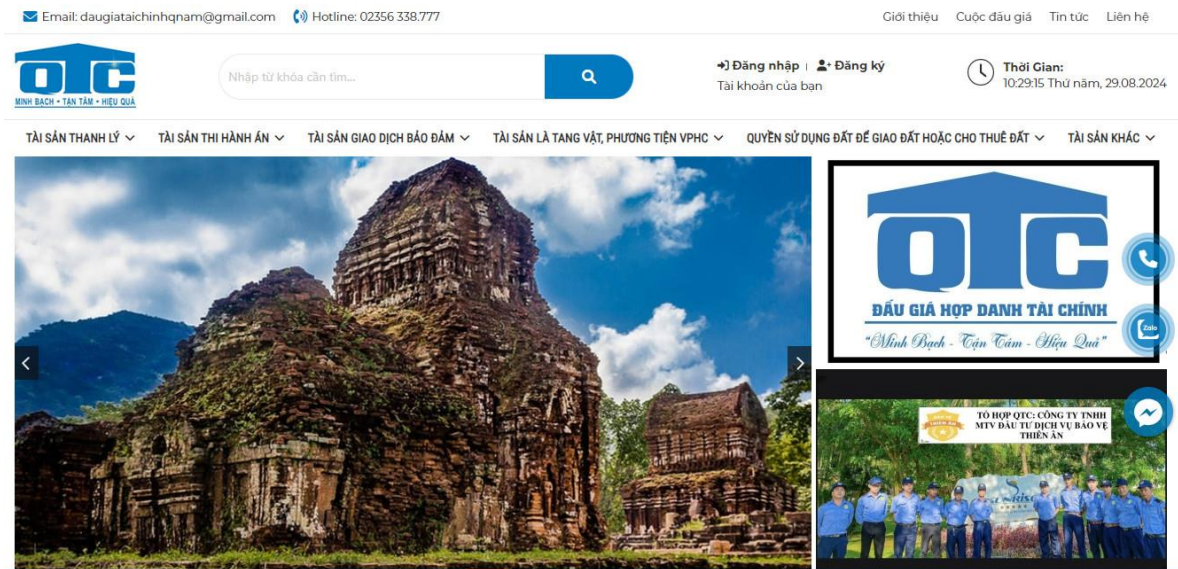 Email: daugiataichinhqnam@gmail.com
Hotline: 02356 338.777
Giới thiệu
Cuộc đấu giá
Tin tức
Liên hệ
QTC
MINH BẠCH • TẬN TÂM • HIỆU QUẢ
Nhập từ khóa cần tìm...
Đăng nhập | Đăng ký
Tài khoản của bạn
Thời Gian:
10:29:15 Thứ năm, 29.08.2024
TÀI SẢN THANH LÝ
TÀI SẢN THI HÀNH ÁN
TÀI SẢN GIAO DỊCH BẢO ĐẢM
TÀI SẢN LÀ TANG VẬT, PHƯƠNG TIỆN VPHC
QUYỀN SỬ DỤNG ĐẤT ĐỂ GIAO ĐẤT HOẶC CHO THUÊ ĐẤT
TÀI SẢN KHÁC
QTC
ĐẤU GIÁ HỢP DANH TÀI CHÍNH
"Minh Bạch - Tận Tâm - Hiệu Quả"
Zalo
TỔ HỢP QTC: CÔNG TY TNHH
MTV ĐẦU TƯ DỊCH VỤ BẢO VỆ
THIÊN ÂN